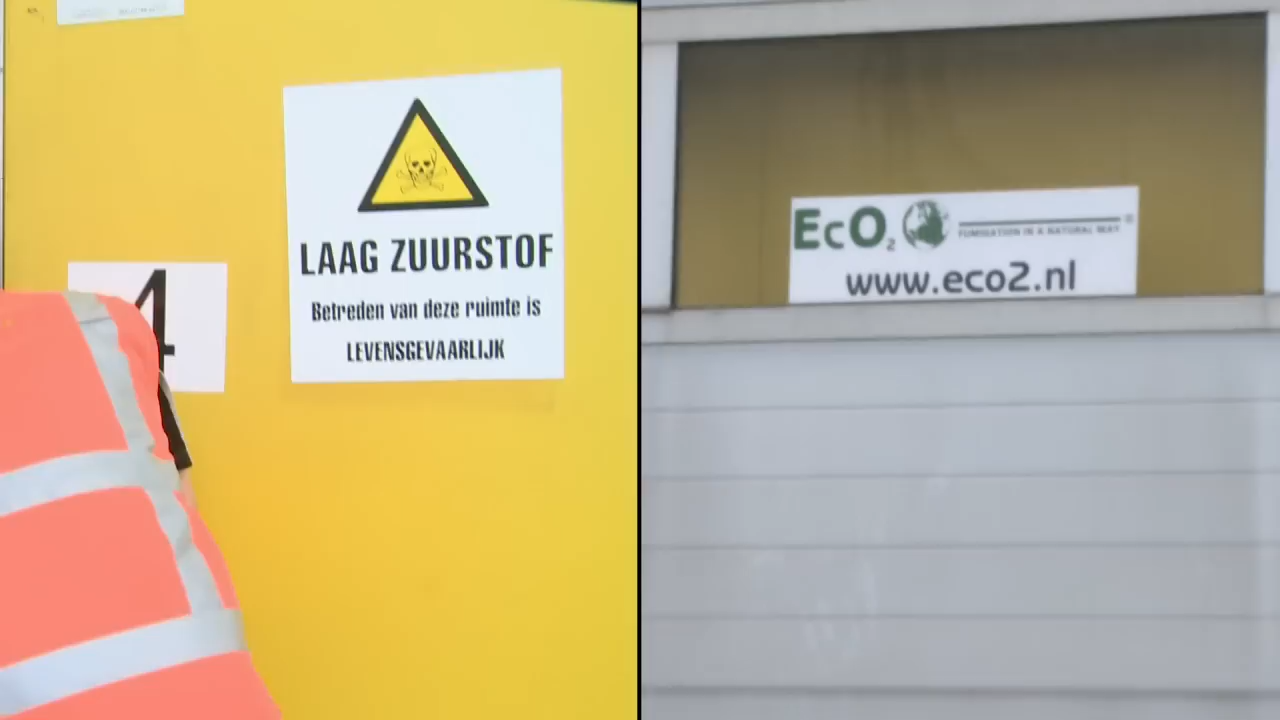 4
LAAG ZUURSTOF
Betreden van deze ruimte is
LEVENSGEVAARLIJK
EcO2
FUMIGATION IN A NATURAL WAY
www.eco2.nl